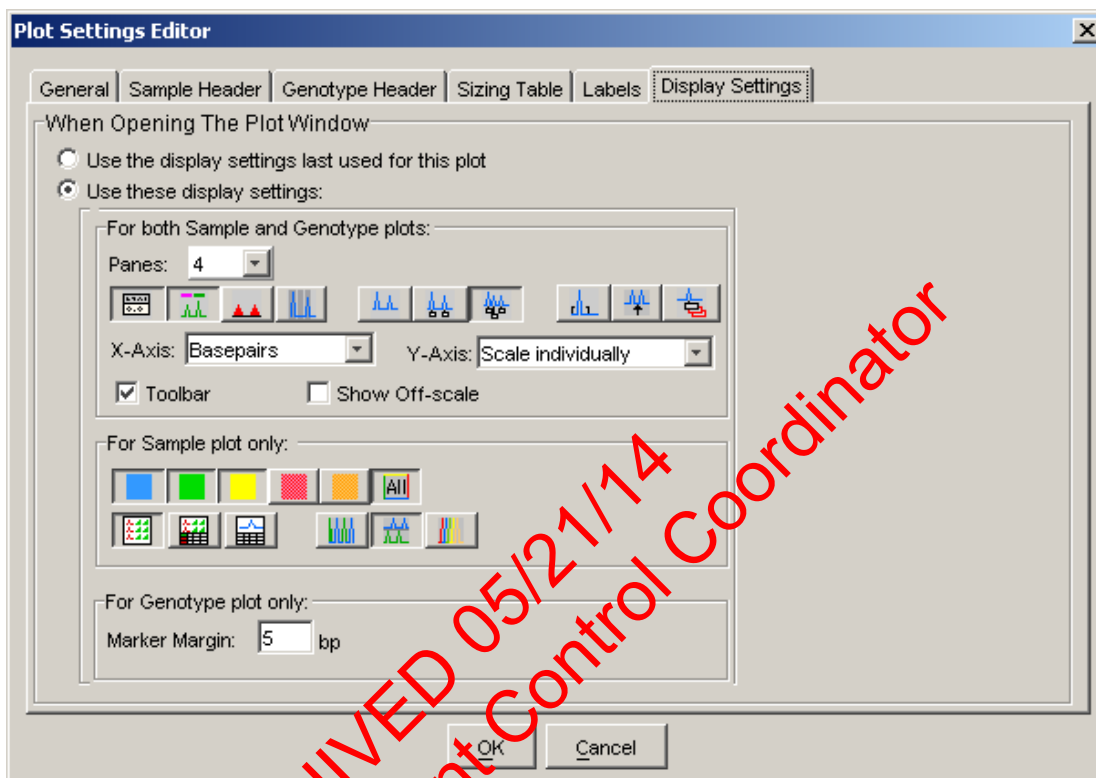 Plot Settings Editor
General Sample Header Genotype Header Sizing Table Labels Display Settings
When Opening The Plot Window
Use the display settings last used for this plot
Use these display settings:
For both Sample and Genotype plots:
Panes: 4
X-Axis: Basepairs Y-Axis: Scale individually
Toolbar Show Off-scale
For Sample plot only:
All
For Genotype plot only:
Marker Margin: 5 bp
OK Cancel
05/21/14
Control Coordinator